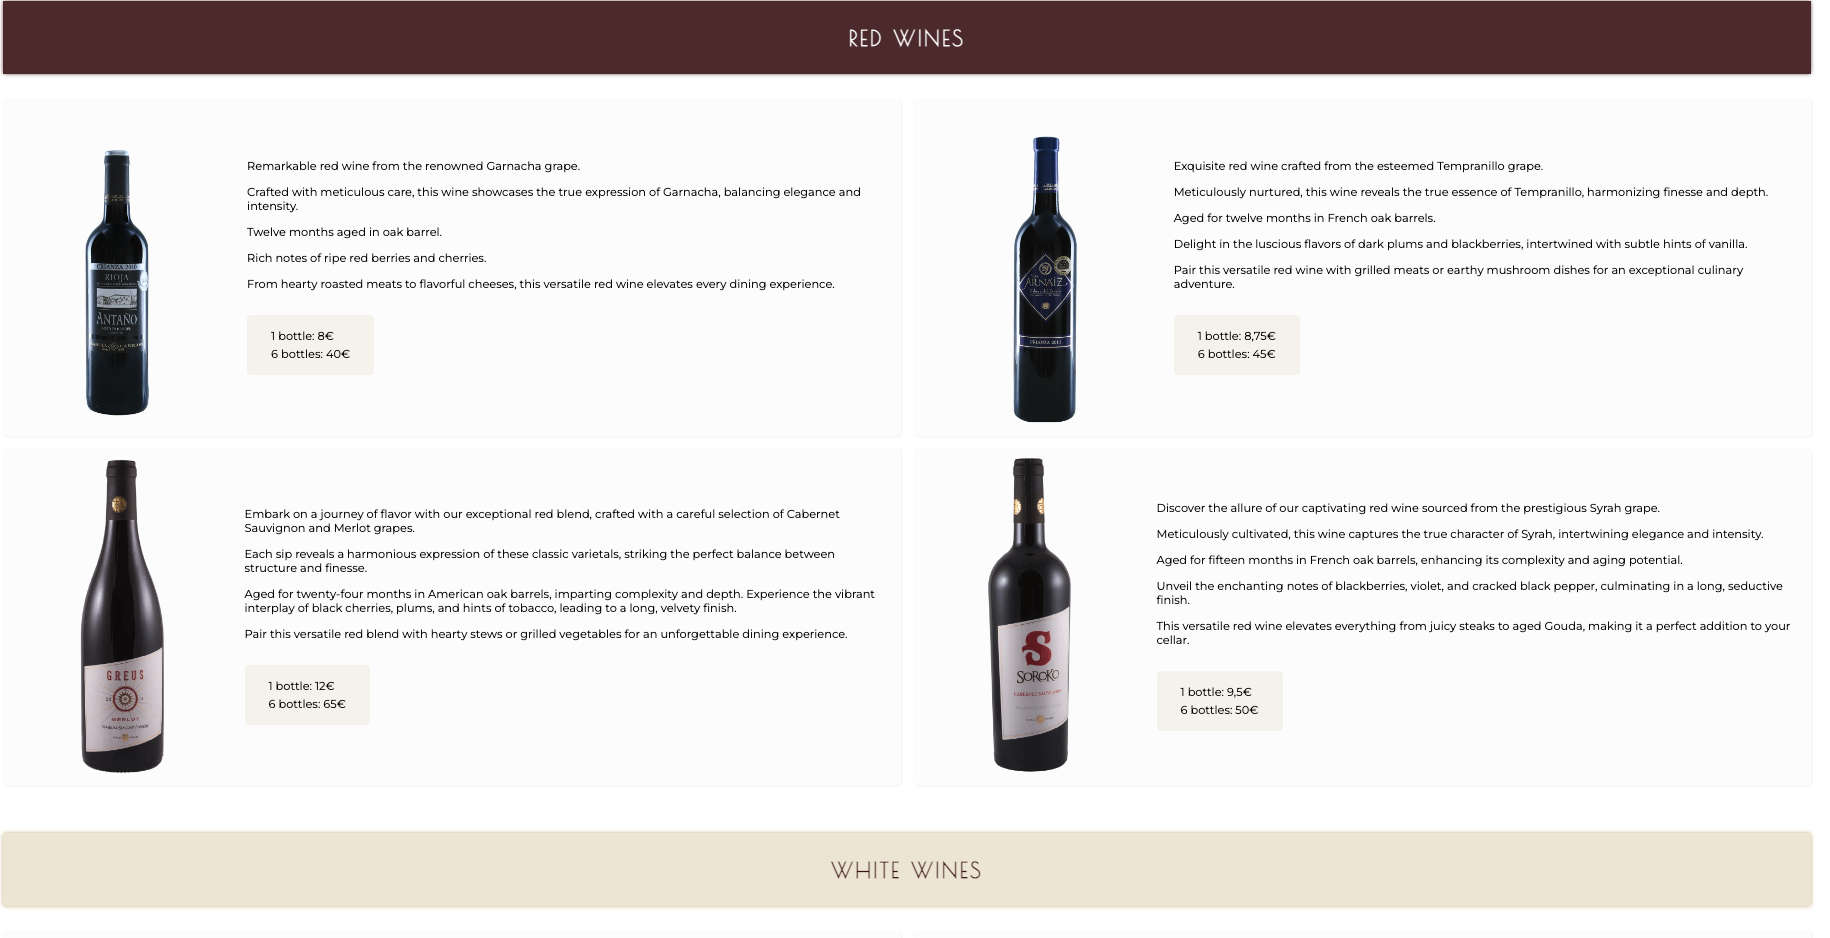 RED WINES
Remarkable red wine from the renowned Garnacha grape.
Crafted with meticulous care, this wine showcases the true expression of Garnacha, balancing elegance and
intensity.
Twelve months aged in oak barrel.
Rich notes of ripe red berries and cherries.
From hearty roasted meats to flavorful cheeses, this versatile red wine elevates every dining experience.
1 bottle: 8€
6 bottles: 40€
CRIANZA 2010
RIOJA
ANTAÑO
Exquisite red wine crafted from the esteemed Tempranillo grape.
Meticulously nurtured, this wine reveals the true essence of Tempranillo, harmonizing finesse and depth.
Aged for twelve months in French oak barrels.
Delight in the luscious flavors of dark plums and blackberries, intertwined with subtle hints of vanilla.
Pair this versatile red wine with grilled meats or earthy mushroom dishes for an exceptional culinary
adventure.
1 bottle: 8,75€
6 bottles: 45€
ARNÁIZ
CRIANZA 2011
Embark on a journey of flavor with our exceptional red blend, crafted with a careful selection of Cabernet
Sauvignon and Merlot grapes.
Each sip reveals a harmonious expression of these classic varietals, striking the perfect balance between
structure and finesse.
Aged for twenty-four months in American oak barrels, imparting complexity and depth. Experience the vibrant
interplay of black cherries, plums, and hints of tobacco, leading to a long, velvety finish.
Pair this versatile red blend with hearty stews or grilled vegetables for an unforgettable dining experience.
1 bottle: 12€
6 bottles: 65€
GREUS
MERLOT
Discover the allure of our captivating red wine sourced from the prestigious Syrah grape.
Meticulously cultivated, this wine captures the true character of Syrah, intertwining elegance and intensity.
Aged for fifteen months in French oak barrels, enhancing its complexity and aging potential.
Unveil the enchanting notes of blackberries, violet, and cracked black pepper, culminating in a long, seductive
finish.
This versatile red wine elevates everything from juicy steaks to aged Gouda, making it a perfect addition to your
cellar.
1 bottle: 9,5€
6 bottles: 50€
S
SOROKO
CABERNET SAUVIGNON
WHITE WINES